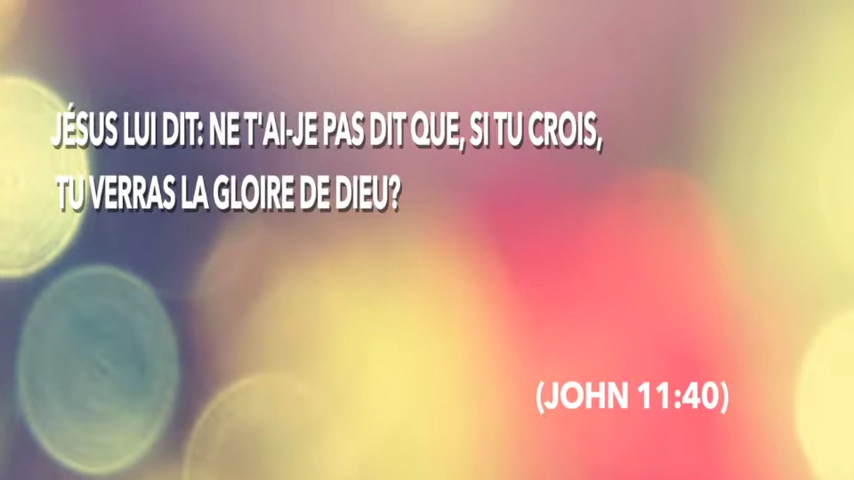 JÉSUS LUI DIT: NE T'AI-JE PAS DIT QUE, SI TU CROIS,
TU VERRAS LA GLOIRE DE DIEU?
(JOHN 11:40)